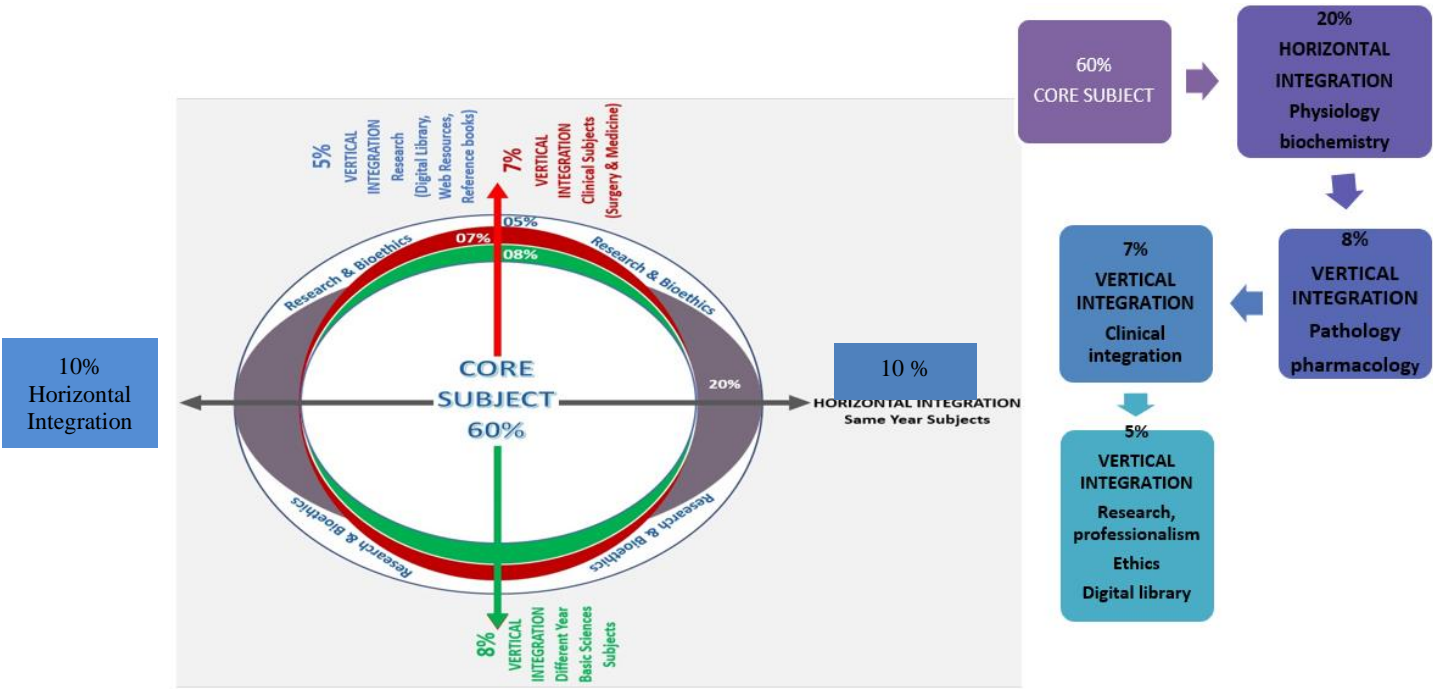 5%
VERTICAL
INTEGRATION
Research
(Digital Library,
Web Resources,
Reference books)
7%
VERTICAL
INTEGRATION
Clinical Subjects
(Surgery & Medicine)
05%
07%
08%
Research & Bioethics
Research & Bioethics
10%
Horizontal
Integration
CORE
SUBJECT
60%
20%
10 %
HORIZONTAL INTEGRATION
Same Year Subjects
Research & Bioethics
Research & Bioethics
8%
VERTICAL
INTEGRATION
Different Year
Basic Sciences
Subjects
60%
CORE SUBJECT
20%
HORIZONTAL
INTEGRATION
Physiology
biochemistry
8%
VERTICAL
INTEGRATION
Pathology
pharmacology
7%
VERTICAL
INTEGRATION
Clinical
integration
5%
VERTICAL
INTEGRATION
Research,
professionalism
Ethics
Digital library